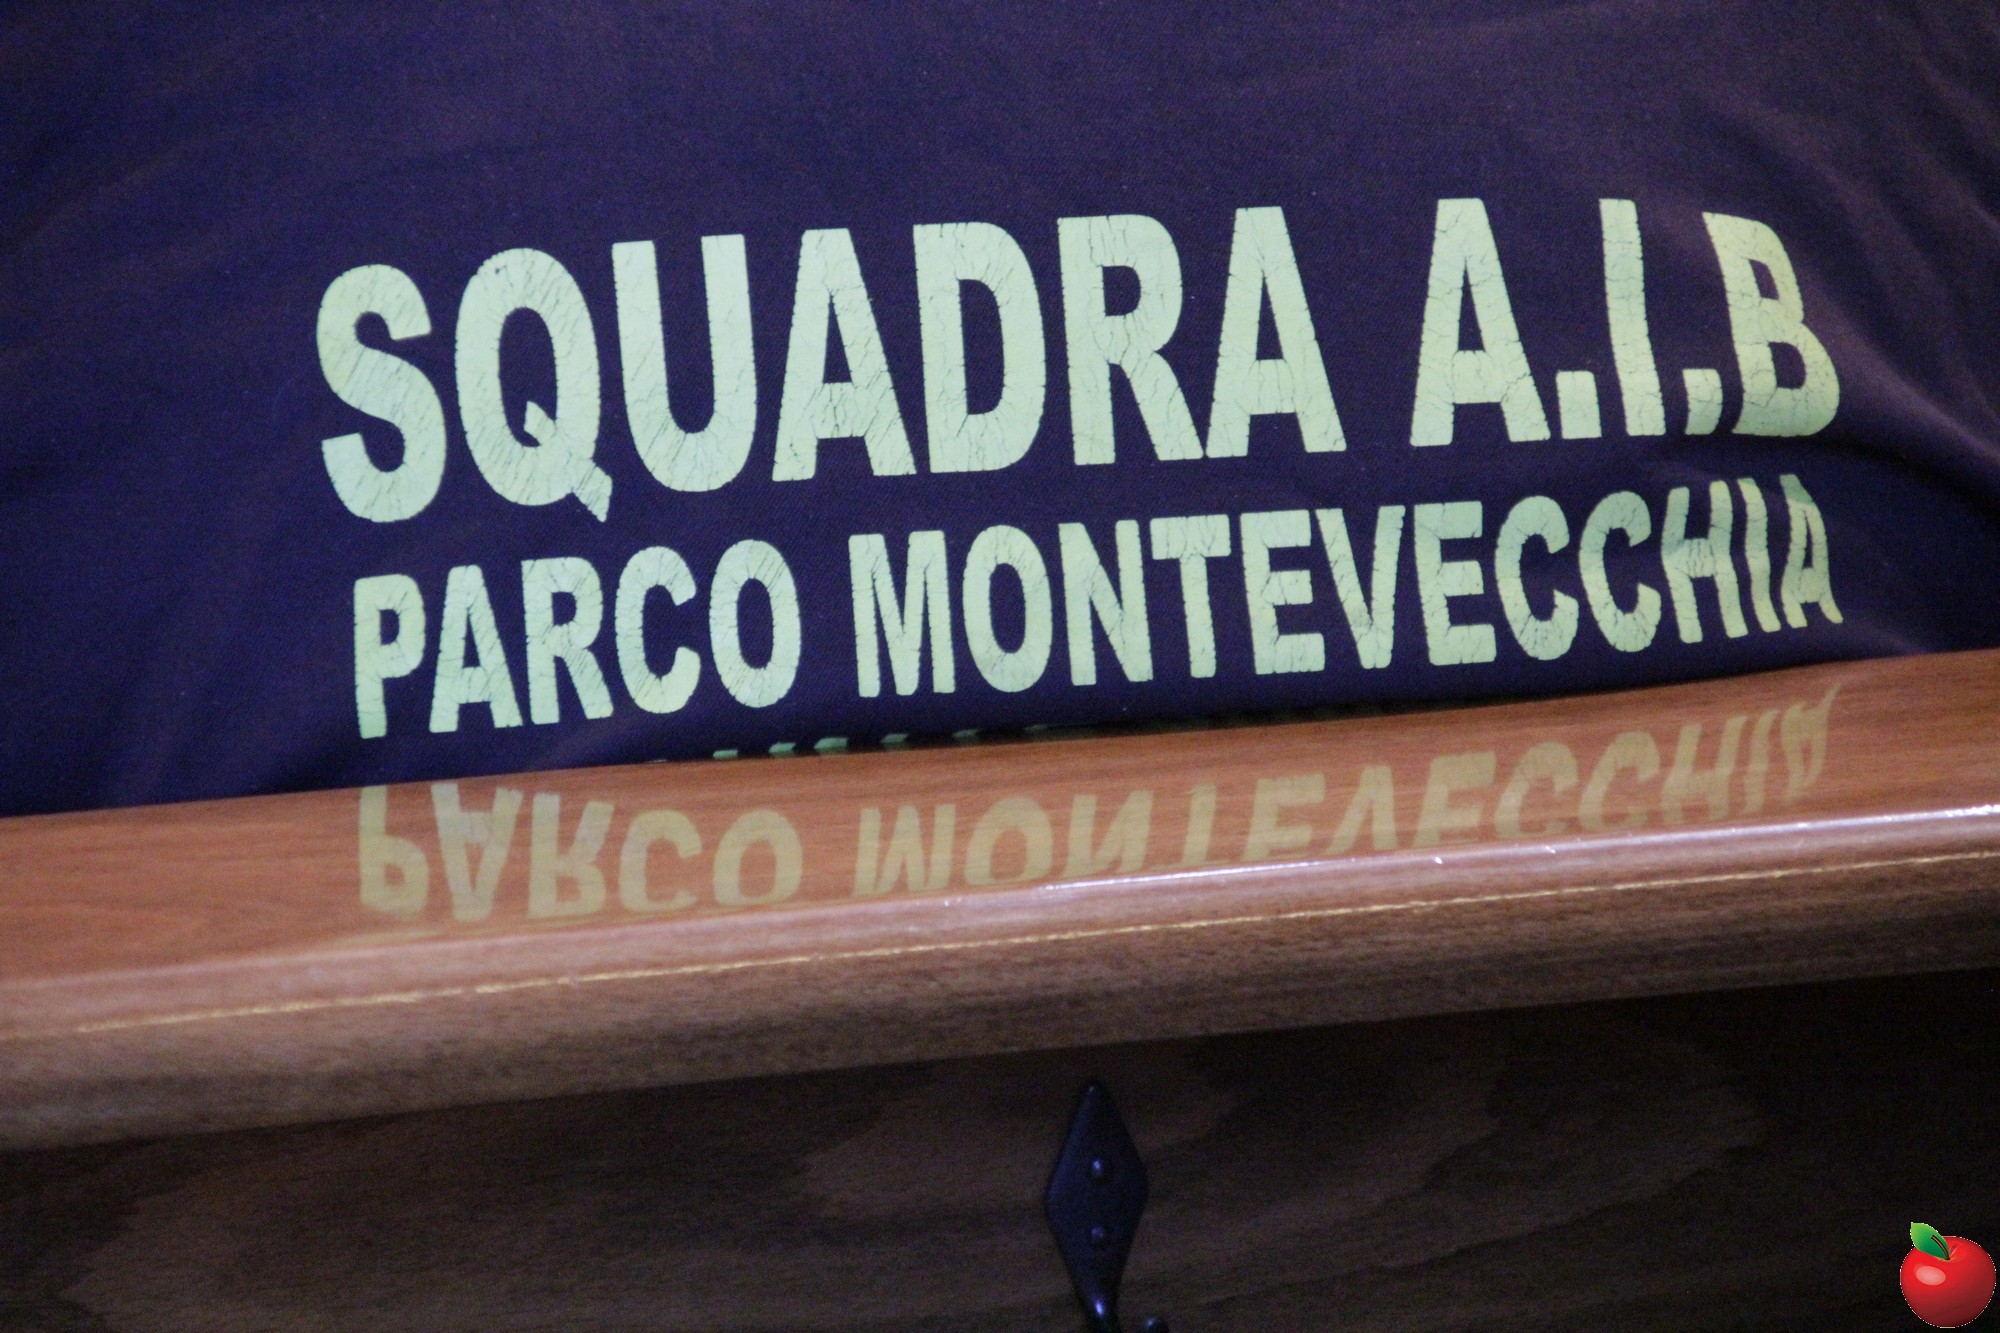 SQUADRA A.I.B
PARCO MONTEVECCHIA